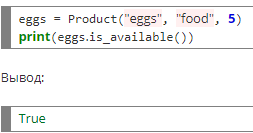 eggs = Product("eggs", "food", 5)
print(eggs.is_available())
Вывод:
True